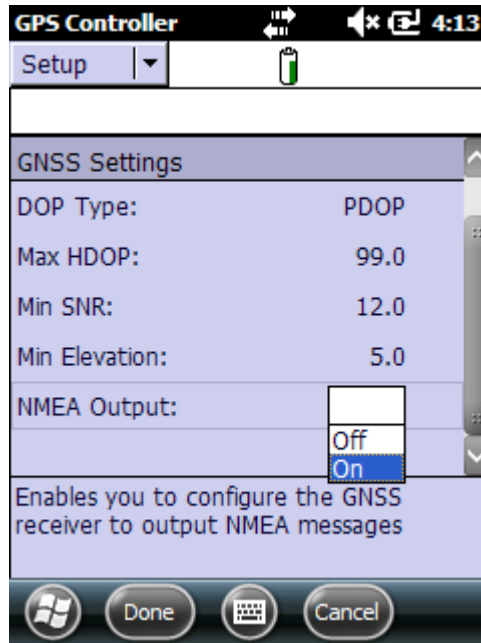 GPS Controller 4:13
Setup
GNSS Settings
DOP Type: PDOP
Max HDOP: 99.0
Min SNR: 12.0
Min Elevation: 5.0
NMEA Output:
Off
On
Enables you to configure the GNSS
receiver to output NMEA messages
Done Cancel